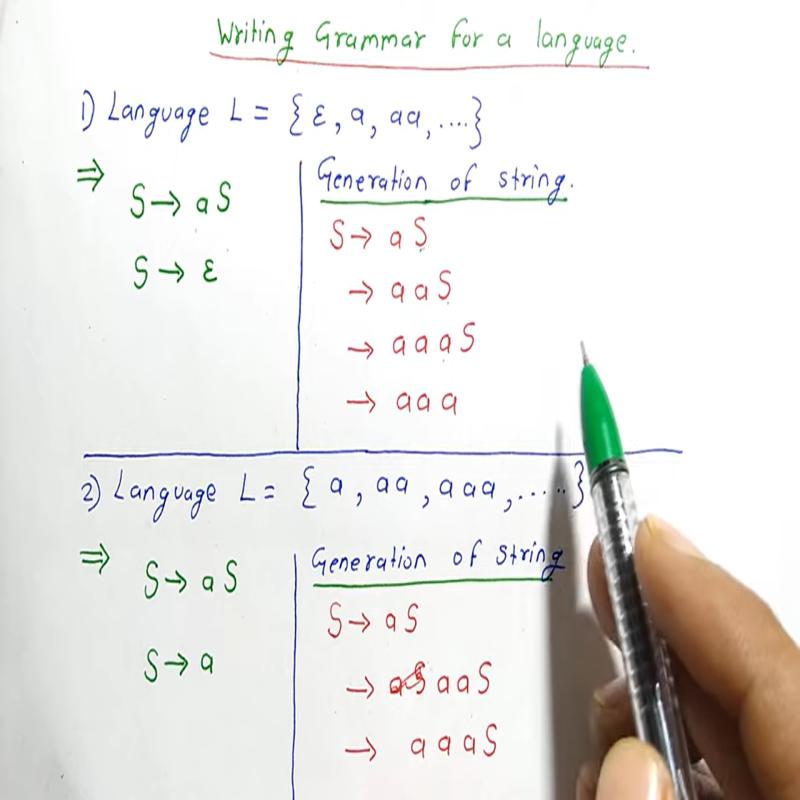 Writing Grammar for a language.
1) Language L = {ε, a, aa, ....}
⇒ S → aS
S → ε
Generation of string.
S → aS
→ aaS
→ aaaS
→ aaa
2) Language L = {a, aa, aaa, .....}
⇒ S → aS
S → a
Generation of string
S → aS
→ aaS
→ aaaS